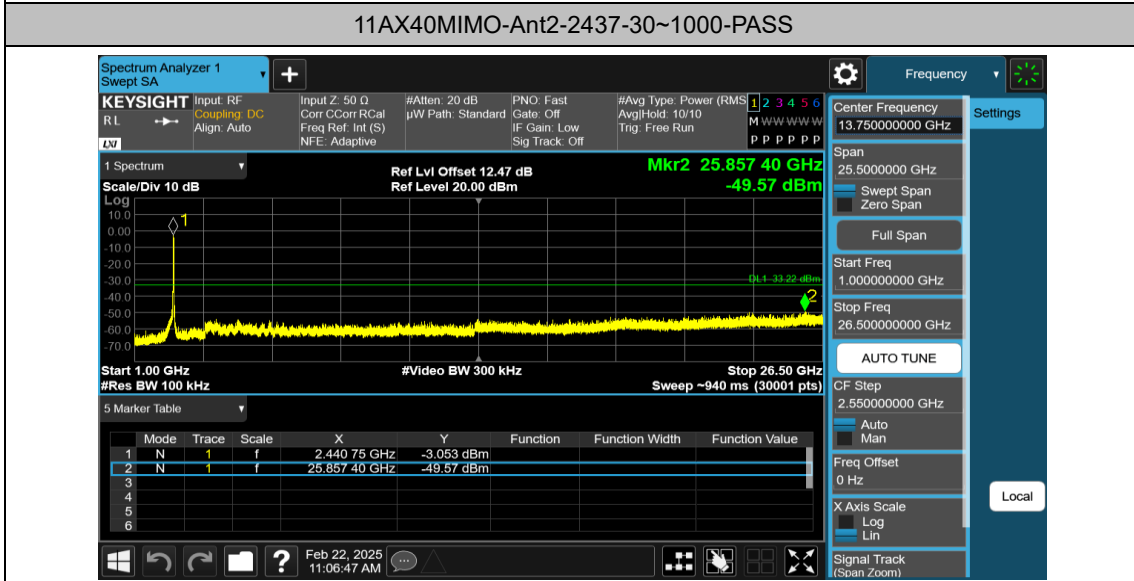 11AX40MIMO-Ant2-2437-30~1000-PASS
Spectrum Analyzer 1
Swept SA
KEYSIGHT
RL
LXI
Input: RF
Coupling: DC
Align: Auto
Input Z: 50 Ω
Corr CCorr RCal
Freq Ref: Int (S)
NFE: Adaptive
#Atten: 20 dB
µW Path: Standard
PNO: Fast
Gate: Off
IF Gain: Low
Sig Track: Off
#Avg Type: Power (RMS
Avg|Hold: 10/10
Trig: Free Run
1 2 3 4 5 6
M W W W W W
P P P P P P
1 Spectrum
Scale/Div 10 dB
Ref Lvl Offset 12.47 dB
Ref Level 20.00 dBm
Mkr2 25.857 40 GHz
-49.57 dBm
Log
10.0
0.00
-10.0
-20.0
-30.0
-40.0
-50.0
-60.0
-70.0
1
DL1 -33.22 dBm
2
Start 1.00 GHz
#Res BW 100 kHz
#Video BW 300 kHz
Stop 26.50 GHz
Sweep ~940 ms (30001 pts)
5 Marker Table
Mode Trace Scale X Y Function Function Width Function Value
1 N 1 f 2.440 75 GHz -3.053 dBm
2 N 1 f 25.857 40 GHz -49.57 dBm
3
4
5
6
?
Feb 22, 2025
11:06:47 AM
Frequency
Settings
Center Frequency
13.750000000 GHz
Span
25.5000000 GHz
Swept Span
Zero Span
Full Span
Start Freq
1.000000000 GHz
Stop Freq
26.500000000 GHz
AUTO TUNE
CF Step
2.550000000 GHz
Auto
Man
Freq Offset
0 Hz
X Axis Scale
Log
Lin
Signal Track
(Span Zoom)
Local